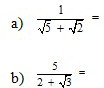 a) 1/(√5 + √2) =
b) 5/(2 + √3) =